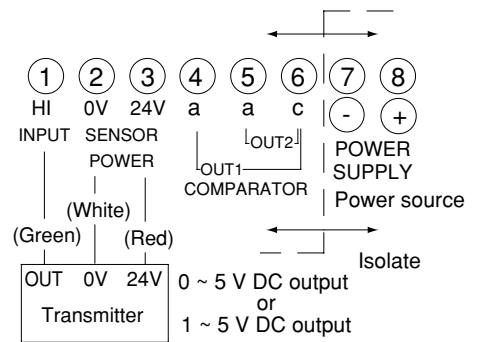 1 2 3 4 5 6 7 8
HI 0V 24V a a c - +
INPUT SENSOR POWER
OUT2
OUT1
COMPARATOR
POWER SUPPLY
Power source
(White)
(Green) (Red)
Isolate
OUT 0V 24V
Transmitter
0 ~ 5 V DC output
or
1 ~ 5 V DC output